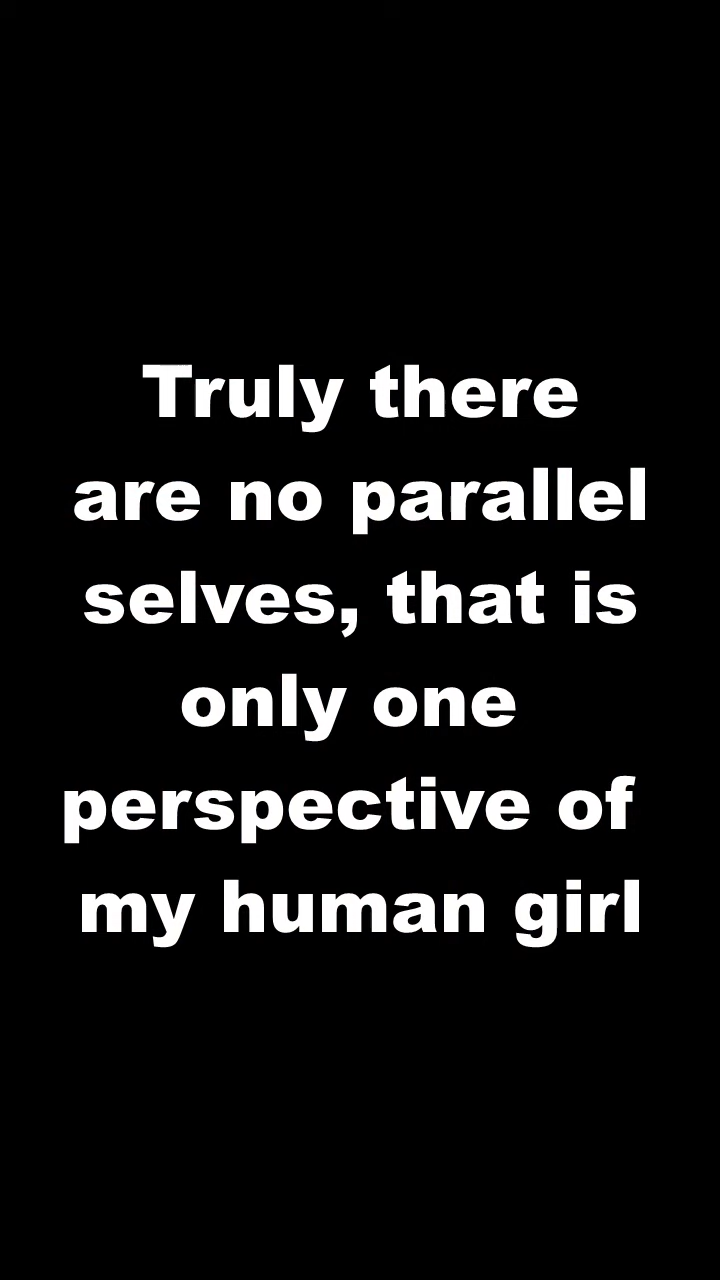 Truly there
are no parallel
selves, that is
only one
perspective of
my human girl